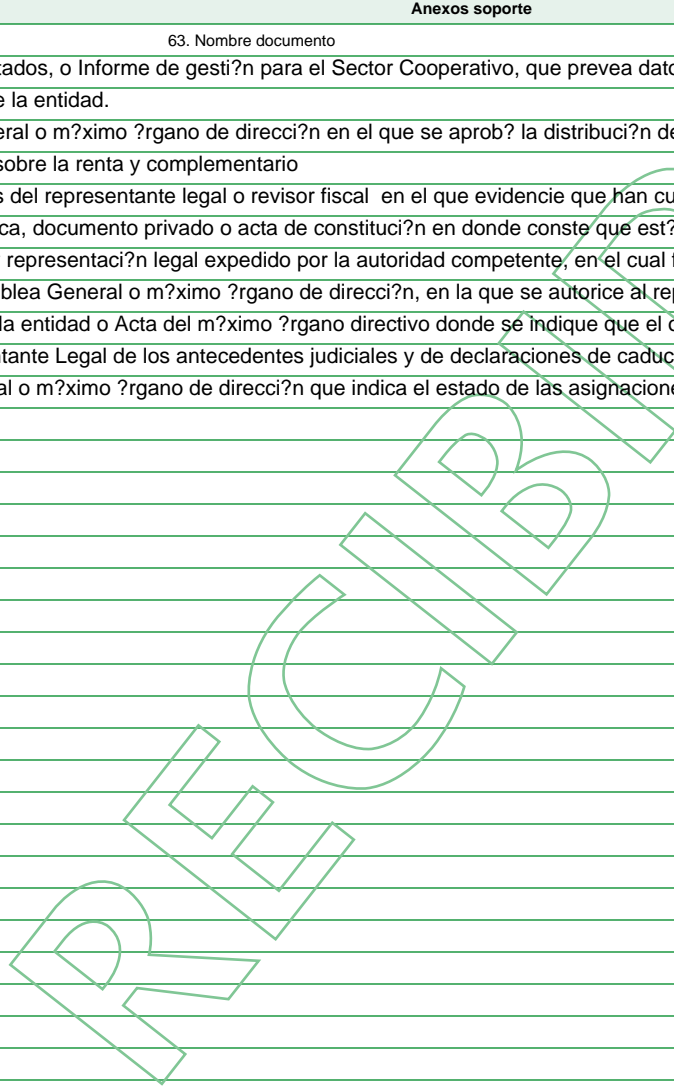 Anexos soporte
63. Nombre documento
tados, o Informe de gesti?n para el Sector Cooperativo, que prevea dato
e la entidad.
eral o m?ximo ?rgano de direcci?n en el que se aprob? la distribuci?n de
sobre la renta y complementario
s del representante legal o revisor fiscal en el que evidencie que han cu
ca, documento privado o acta de constituci?n en donde conste que est?
representaci?n legal expedido por la autoridad competente, en el cual
blea General o m?ximo ?rgano de direcci?n, en la que se autorice al rep
la entidad o Acta del m?ximo ?rgano directivo donde se indique que el
ntante Legal de los antecedentes judiciales y de declaraciones de caduc
al o m?ximo ?rgano de direcci?n que indica el estado de las asignacione
RECIBID